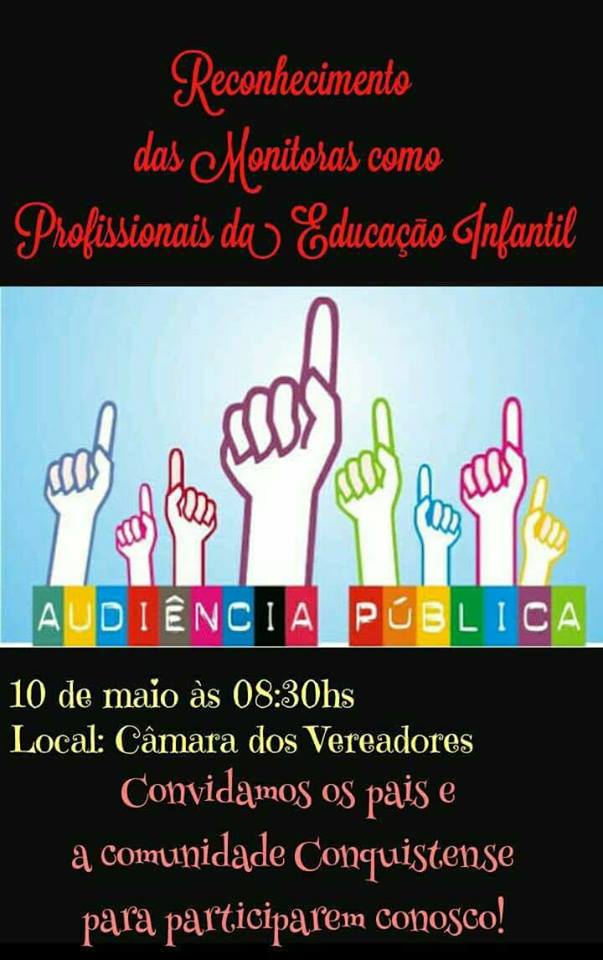 Reconhecimento
das Monitoras como
Profissionais da Educação Infantil
AUDIÊNCIA PÚBLICA
10 de maio às 08:30hs
Local: Câmara dos Vereadores
Convidamos os pais e
a comunidade Conquistense
para participarem conosco!